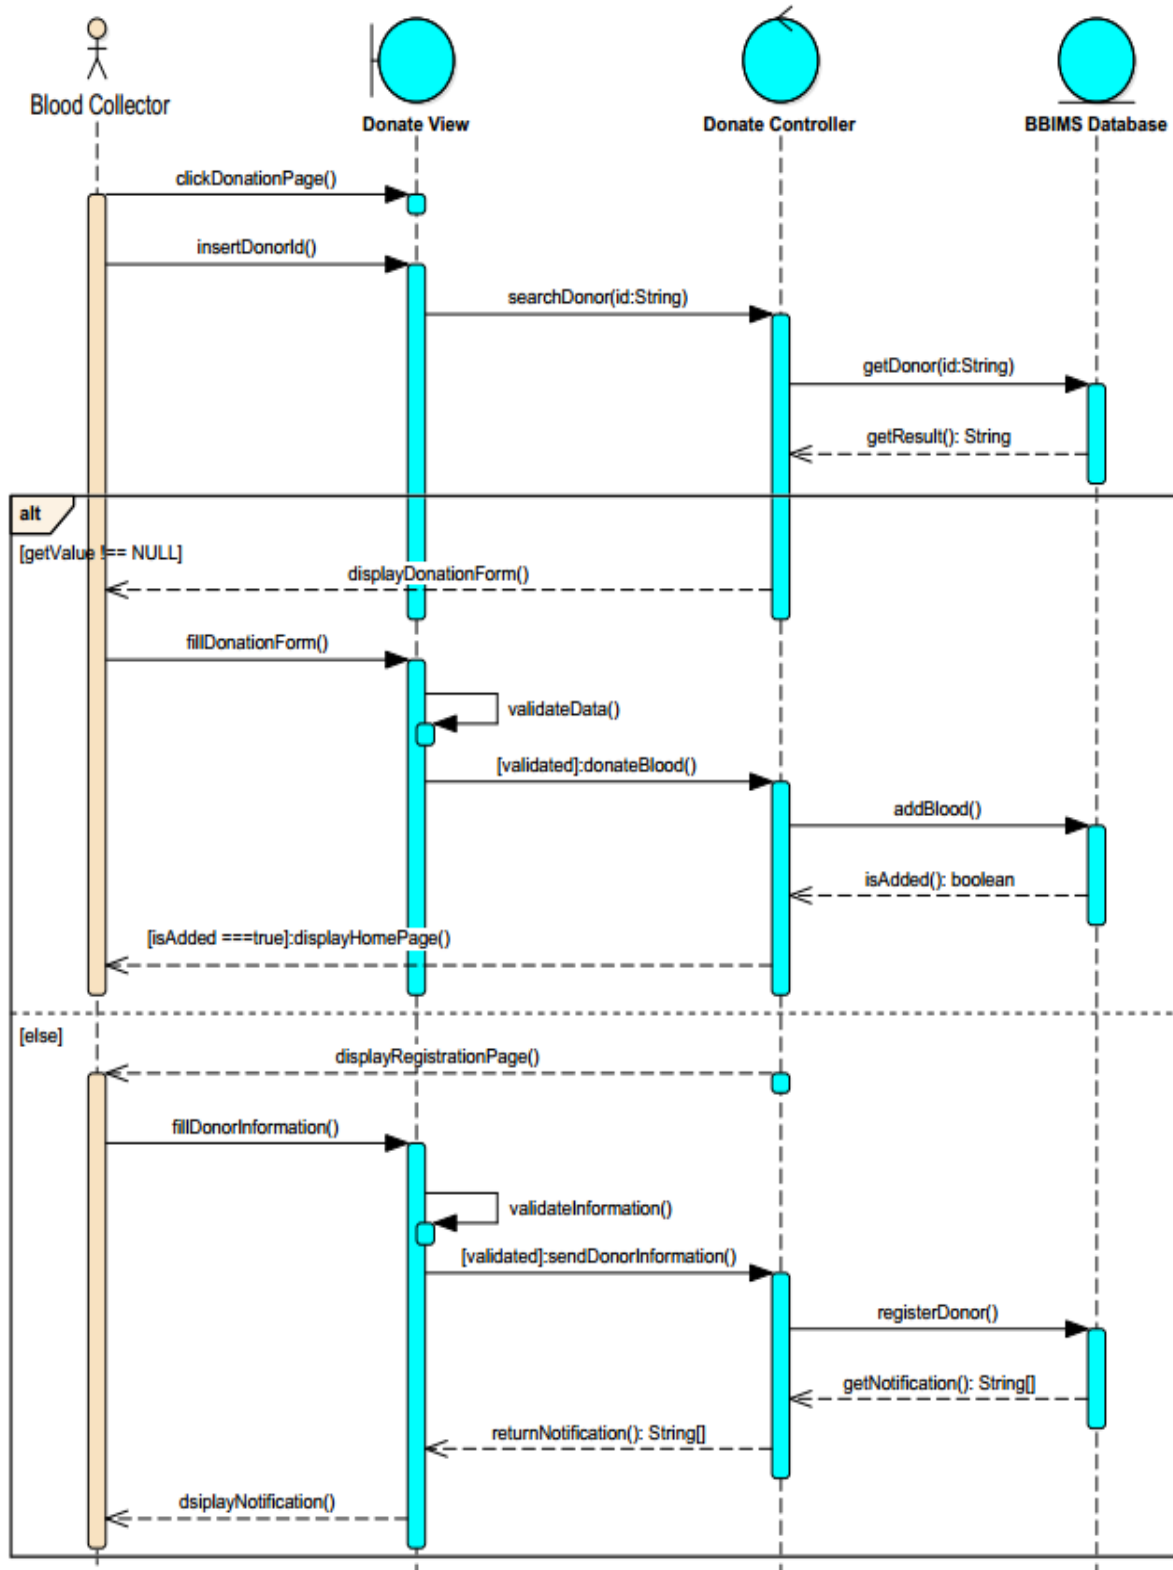 Blood Collector
Donate View
Donate Controller
BBIMS Database
clickDonationPage()
insertDonorId()
searchDonor(id:String)
getDonor(id:String)
getResult(): String
alt
[getValue !== NULL]
displayDonationForm()
fillDonationForm()
validateData()
[validated]:donateBlood()
addBlood()
isAdded(): boolean
[isAdded ===true]:displayHomePage()
[else]
displayRegistrationPage()
fillDonorInformation()
validateInformation()
[validated]:sendDonorInformation()
registerDonor()
getNotification(): String[]
returnNotification(): String[]
dsiplayNotification()